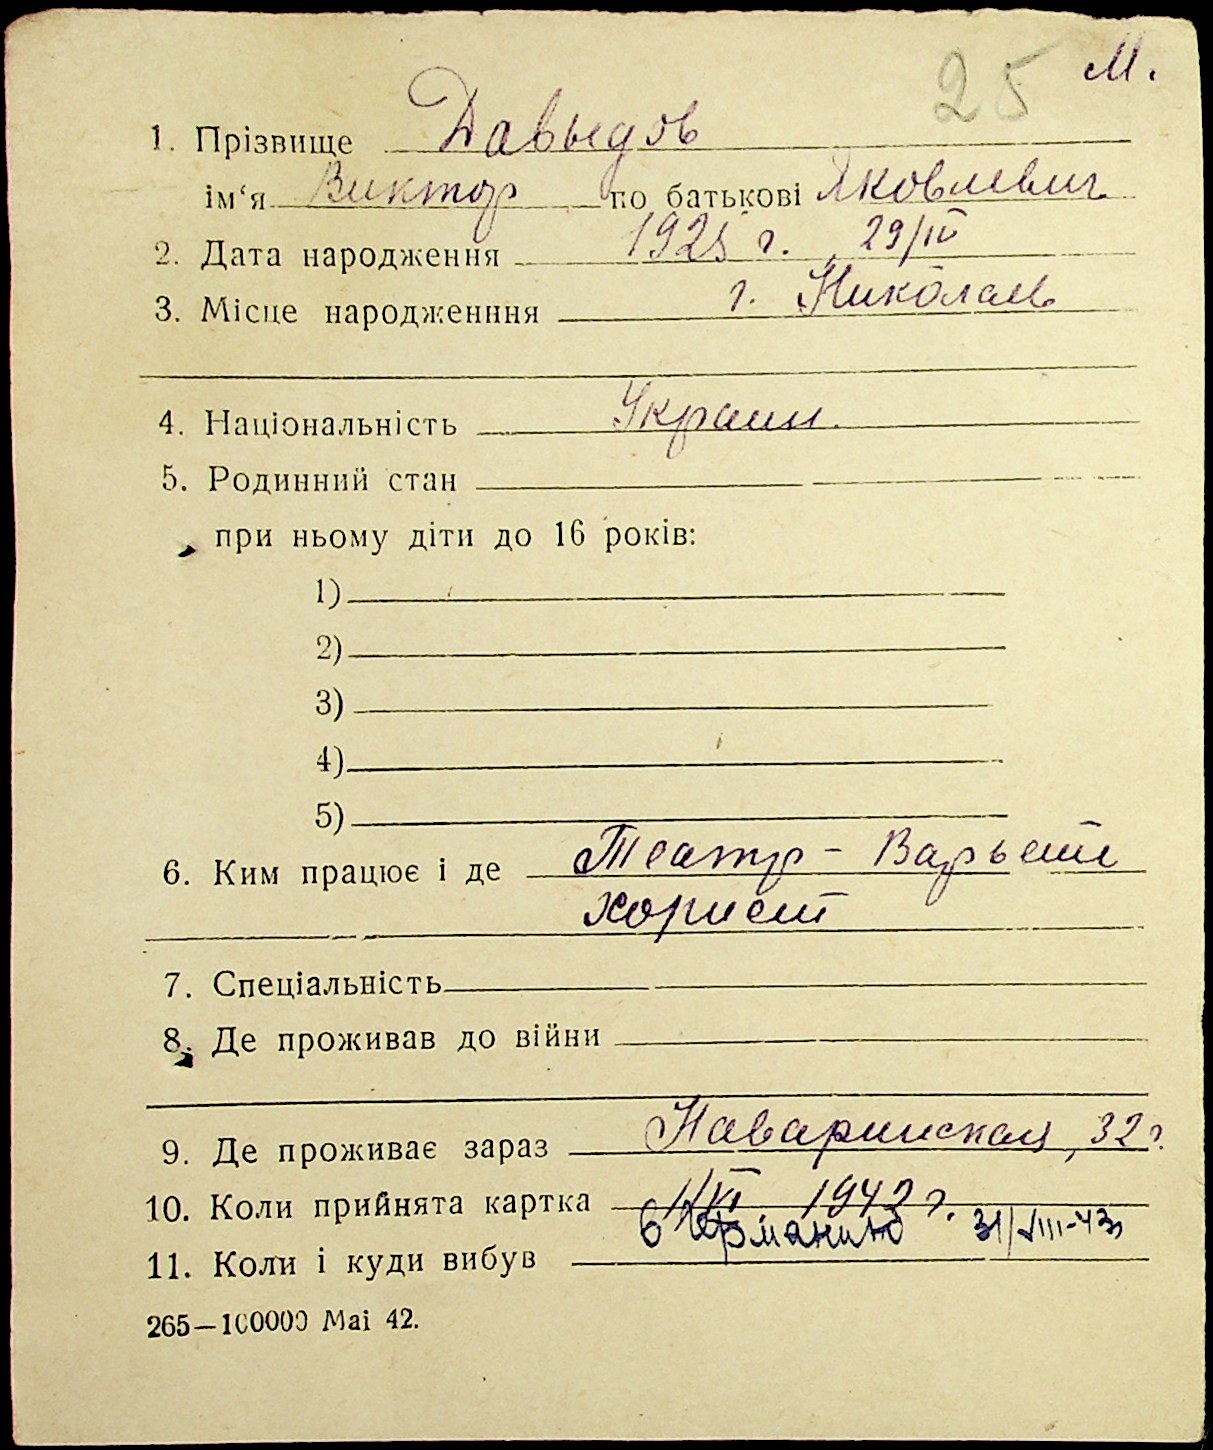 25 М.
1. Прізвище Давыдов
ім‘я Виктор по батькові Яковлевич
2. Дата народження 1925 г. 29/IV
3. Місце народженння г. Николаев
4. Національність Украин.
5. Родинний стан
при ньому діти до 16 років:
1)
2)
3)
4)
5)
6. Ким працює і де Театр - Варьете
хорист
7. Спеціальність
8. Де проживав до війни
9. Де проживає зараз Наваринская, 32 г.
10. Коли прийнята картка 1/VI 1942 г.
11. Коли і куди вибув в Германию 31/VIII-43
265—100000 Mai 42.